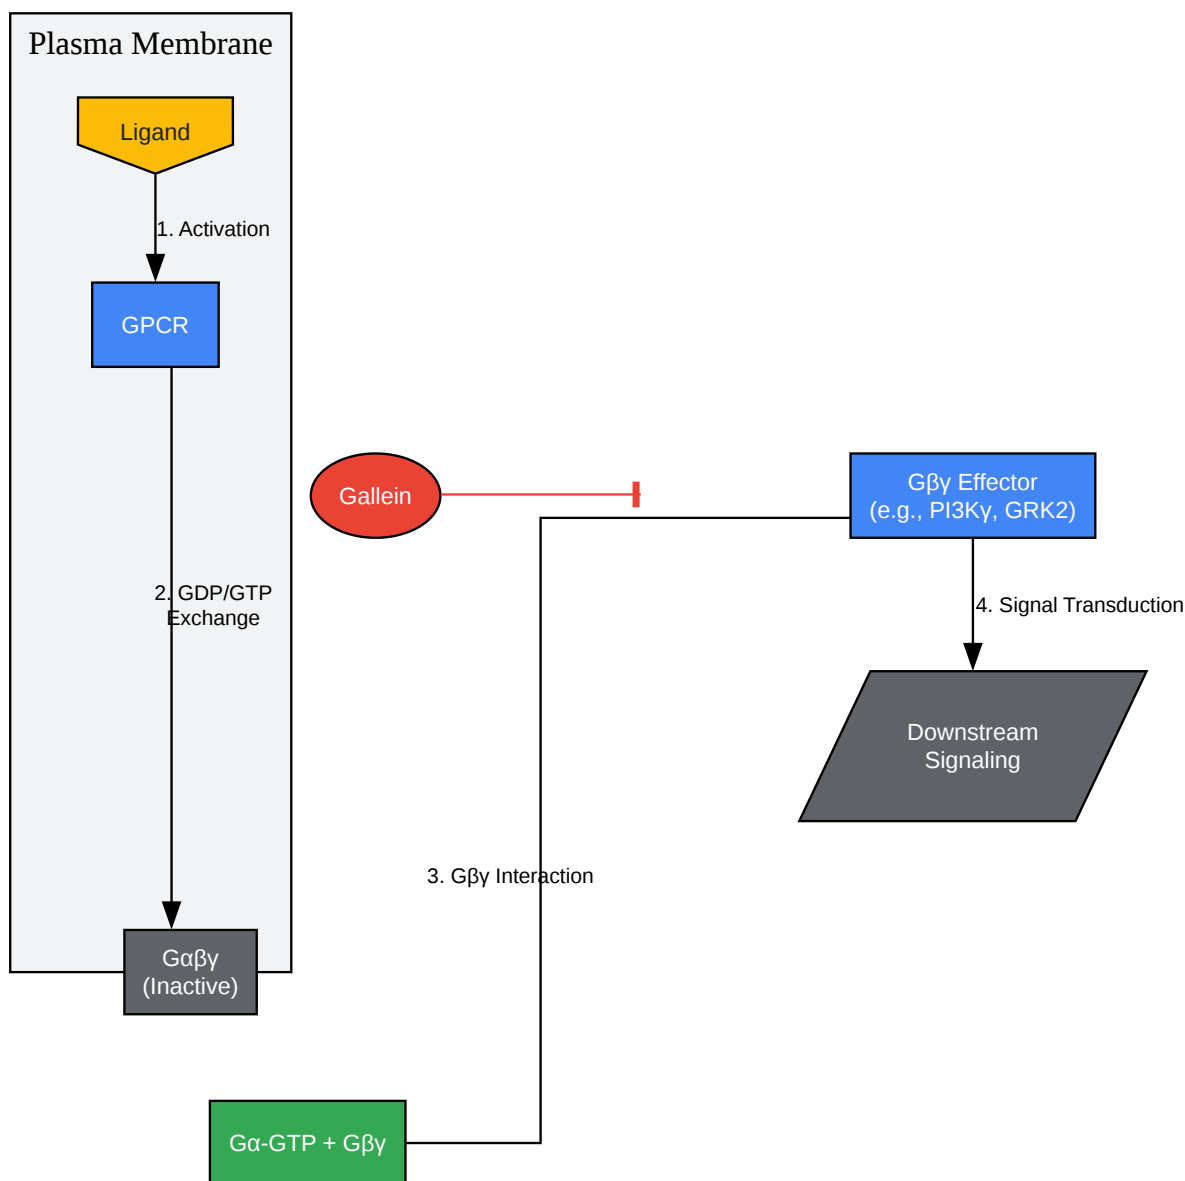 Plasma Membrane
Ligand
1. Activation
GPCR
Gallein
Gβγ Effector
(e.g., PI3Kγ, GRK2)
2. GDP/GTP
Exchange
4. Signal Transduction
Downstream
Signaling
3. Gβγ Interaction
Gαβγ
(Inactive)
Gα-GTP + Gβγ